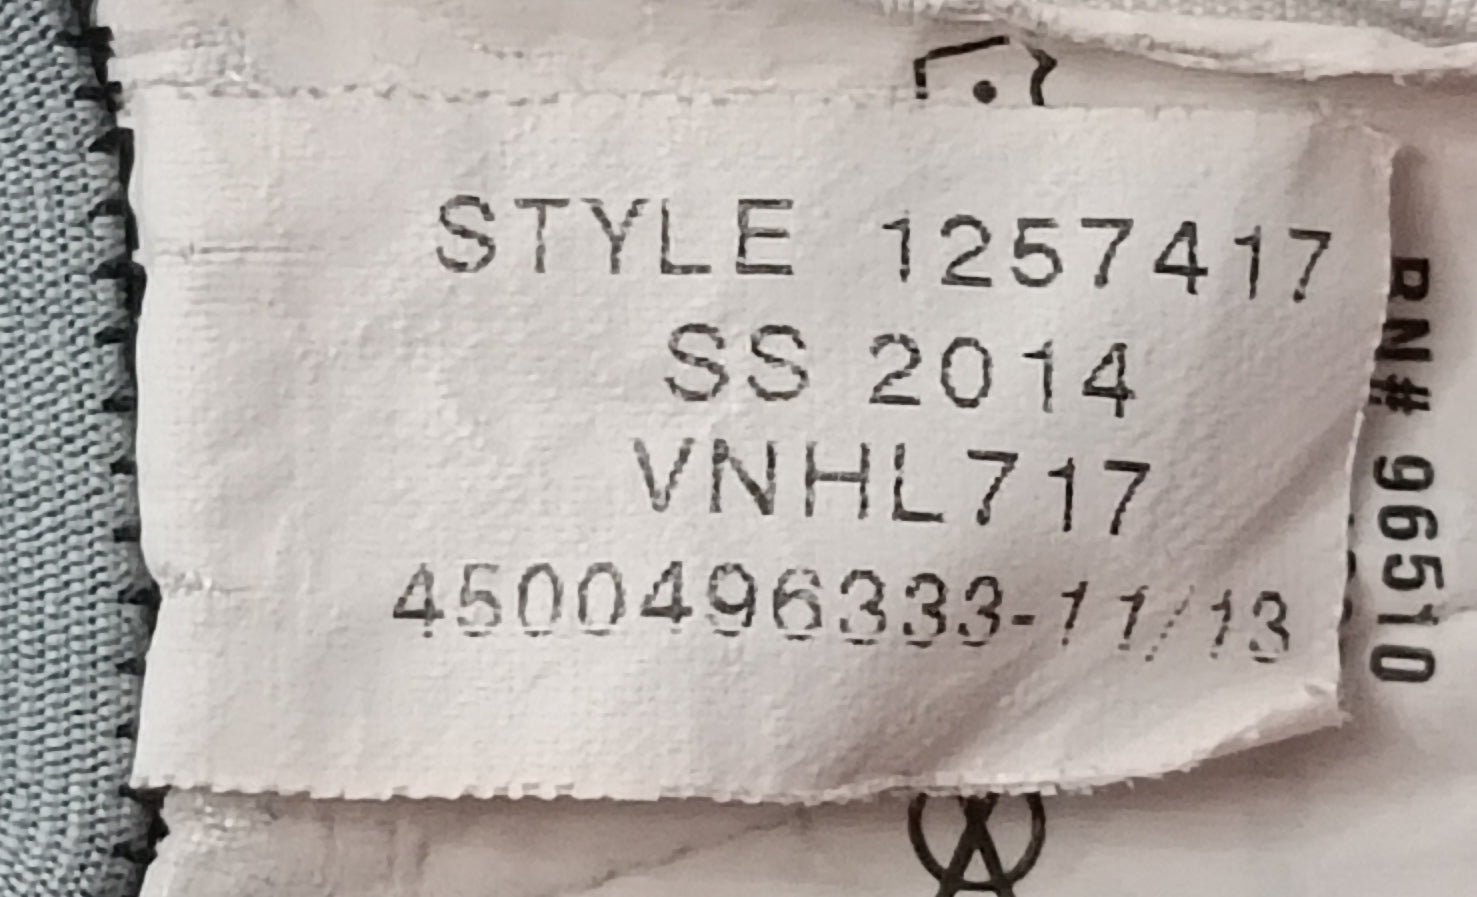 STYLE 1257417
SS 2014
VNHL717
4500496333-11/13
RN# 96510